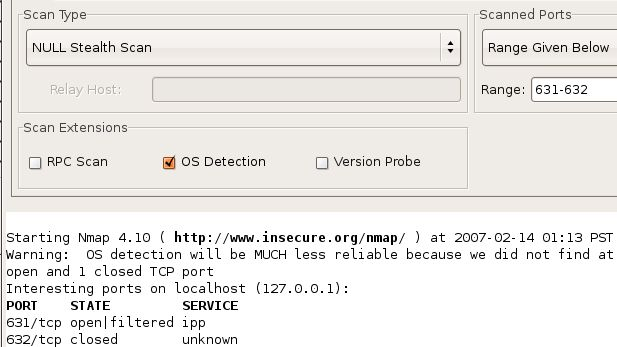 Scan Type
Scanned Ports
NULL Stealth Scan
Range Given Below
Relay Host:
Range: 631-632
Scan Extensions
RPC Scan
OS Detection
Version Probe
Starting Nmap 4.10 ( http://www.insecure.org/nmap/ ) at 2007-02-14 01:13 PST
Warning:  OS detection will be MUCH less reliable because we did not find at
open and 1 closed TCP port
Interesting ports on localhost (127.0.0.1):
PORT    STATE         SERVICE
631/tcp open|filtered ipp
632/tcp closed        unknown